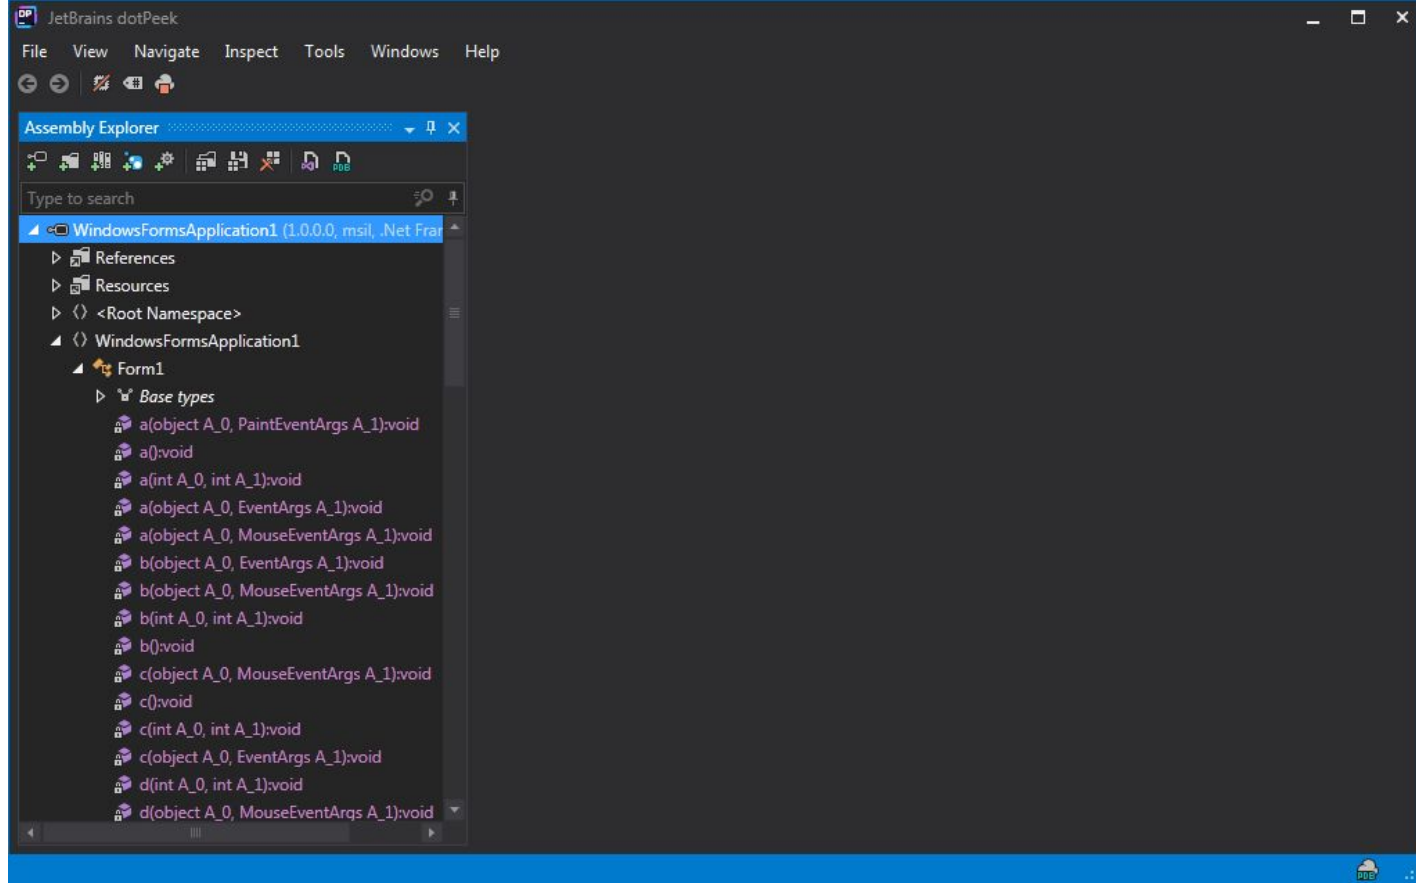 DP JetBrains dotPeek
File View Navigate Inspect Tools Windows Help
Assembly Explorer
PDB
Type to search
WindowsFormsApplication1 (1.0.0.0, msil, .Net Fram
References
Resources
<Root Namespace>
WindowsFormsApplication1
Form1
Base types
a(object A_0, PaintEventArgs A_1):void
a():void
a(int A_0, int A_1):void
a(object A_0, EventArgs A_1):void
a(object A_0, MouseEventArgs A_1):void
b(object A_0, EventArgs A_1):void
b(object A_0, MouseEventArgs A_1):void
b(int A_0, int A_1):void
b():void
c(object A_0, MouseEventArgs A_1):void
c():void
c(int A_0, int A_1):void
c(object A_0, EventArgs A_1):void
d(int A_0, int A_1):void
d(object A_0, MouseEventArgs A_1):void
PDB